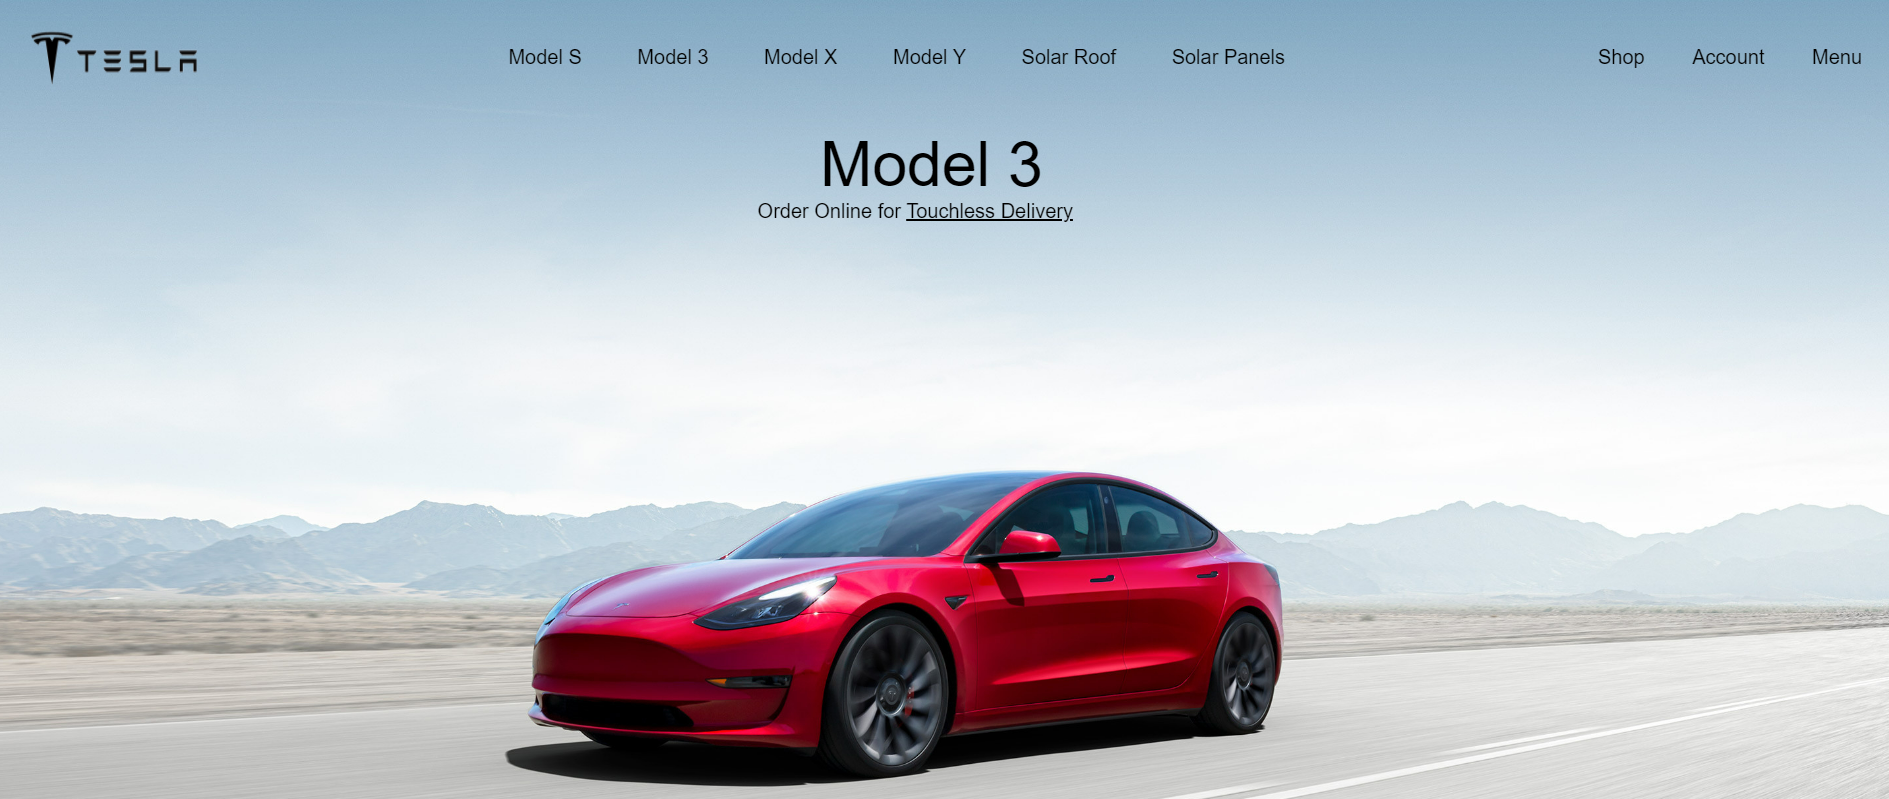 TESLA
Model S Model 3 Model X Model Y Solar Roof Solar Panels
Shop Account Menu
Model 3
Order Online for Touchless Delivery